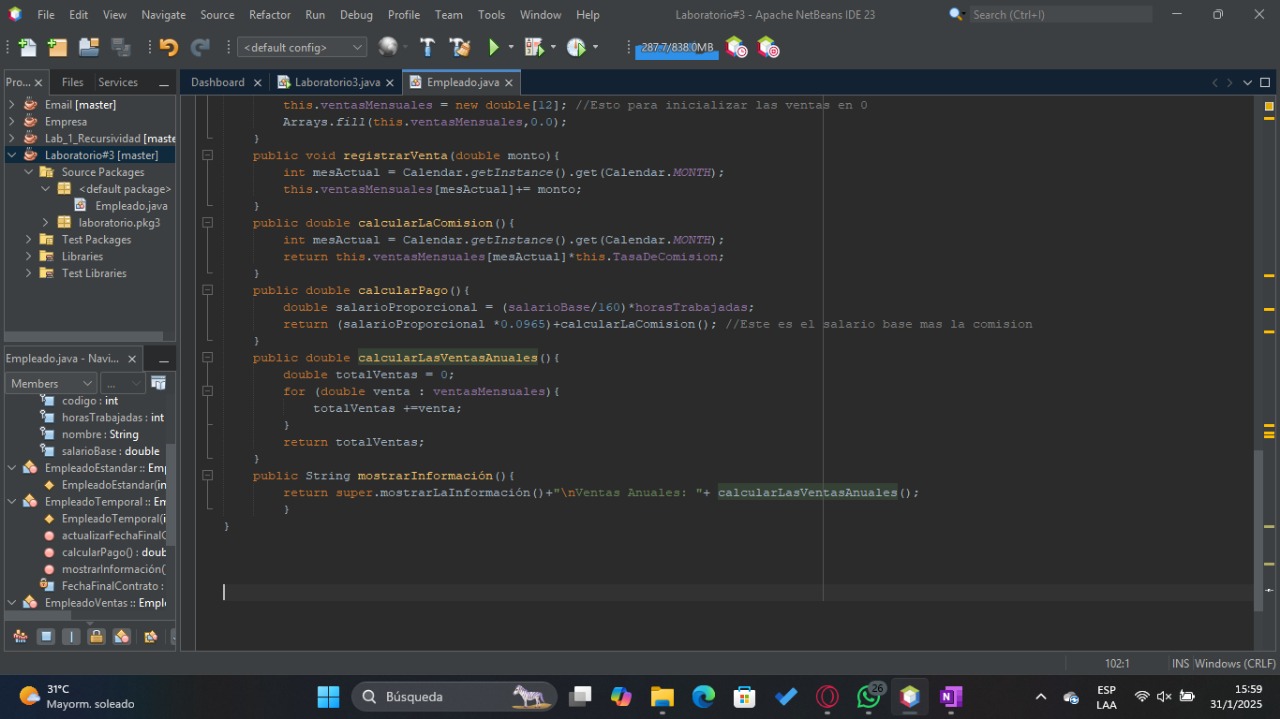 File Edit View Navigate Source Refactor Run Debug Profile Team Tools Window Help Laboratorio#3 - Apache NetBeans IDE 23 Search (Ctrl+I)
<default config> 287.7/838.0MB
Pro... Files Services Dashboard Laboratorio3.java Empleado.java
Email [master]
Empresa
Lab_1_Recursividad [maste
Laboratorio#3 [master]
Source Packages
<default package>
Empleado.java
laboratorio.pkg3
Test Packages
Libraries
Test Libraries
Empleado.java - Navi...
Members ...
codigo : int
horasTrabajadas : int
nombre : String
salarioBase : double
EmpleadoEstandar :: Emp
EmpleadoEstandar(in
EmpleadoTemporal :: Em
EmpleadoTemporal(i
actualizarFechaFinalC
calcularPago() : doub
mostrarInformación(
FechaFinalContrato :
EmpleadoVentas :: Emple
this.ventasMensuales = new double[12]; //Esto para inicializar las ventas en 0
Arrays.fill(this.ventasMensuales,0.0);
}
public void registrarVenta(double monto){
int mesActual = Calendar.getInstance().get(Calendar.MONTH);
this.ventasMensuales[mesActual]+= monto;
}
public double calcularLaComision(){
int mesActual = Calendar.getInstance().get(Calendar.MONTH);
return this.ventasMensuales[mesActual]*this.TasaDeComision;
}
public double calcularPago(){
double salarioProporcional = (salarioBase/160)*horasTrabajadas;
return (salarioProporcional *0.0965)+calcularLaComision(); //Este es el salario base mas la comision
}
public double calcularLasVentasAnuales(){
double totalVentas = 0;
for (double venta : ventasMensuales){
totalVentas +=venta;
}
return totalVentas;
}
public String mostrarInformación(){
return super.mostrarLaInformación()+"\nVentas Anuales: "+ calcularLasVentasAnuales();
}
}
102:1 INS Windows (CRLF)
31°C
Mayorm. soleado
Búsqueda
26
ESP
LAA
15:59
31/1/2025